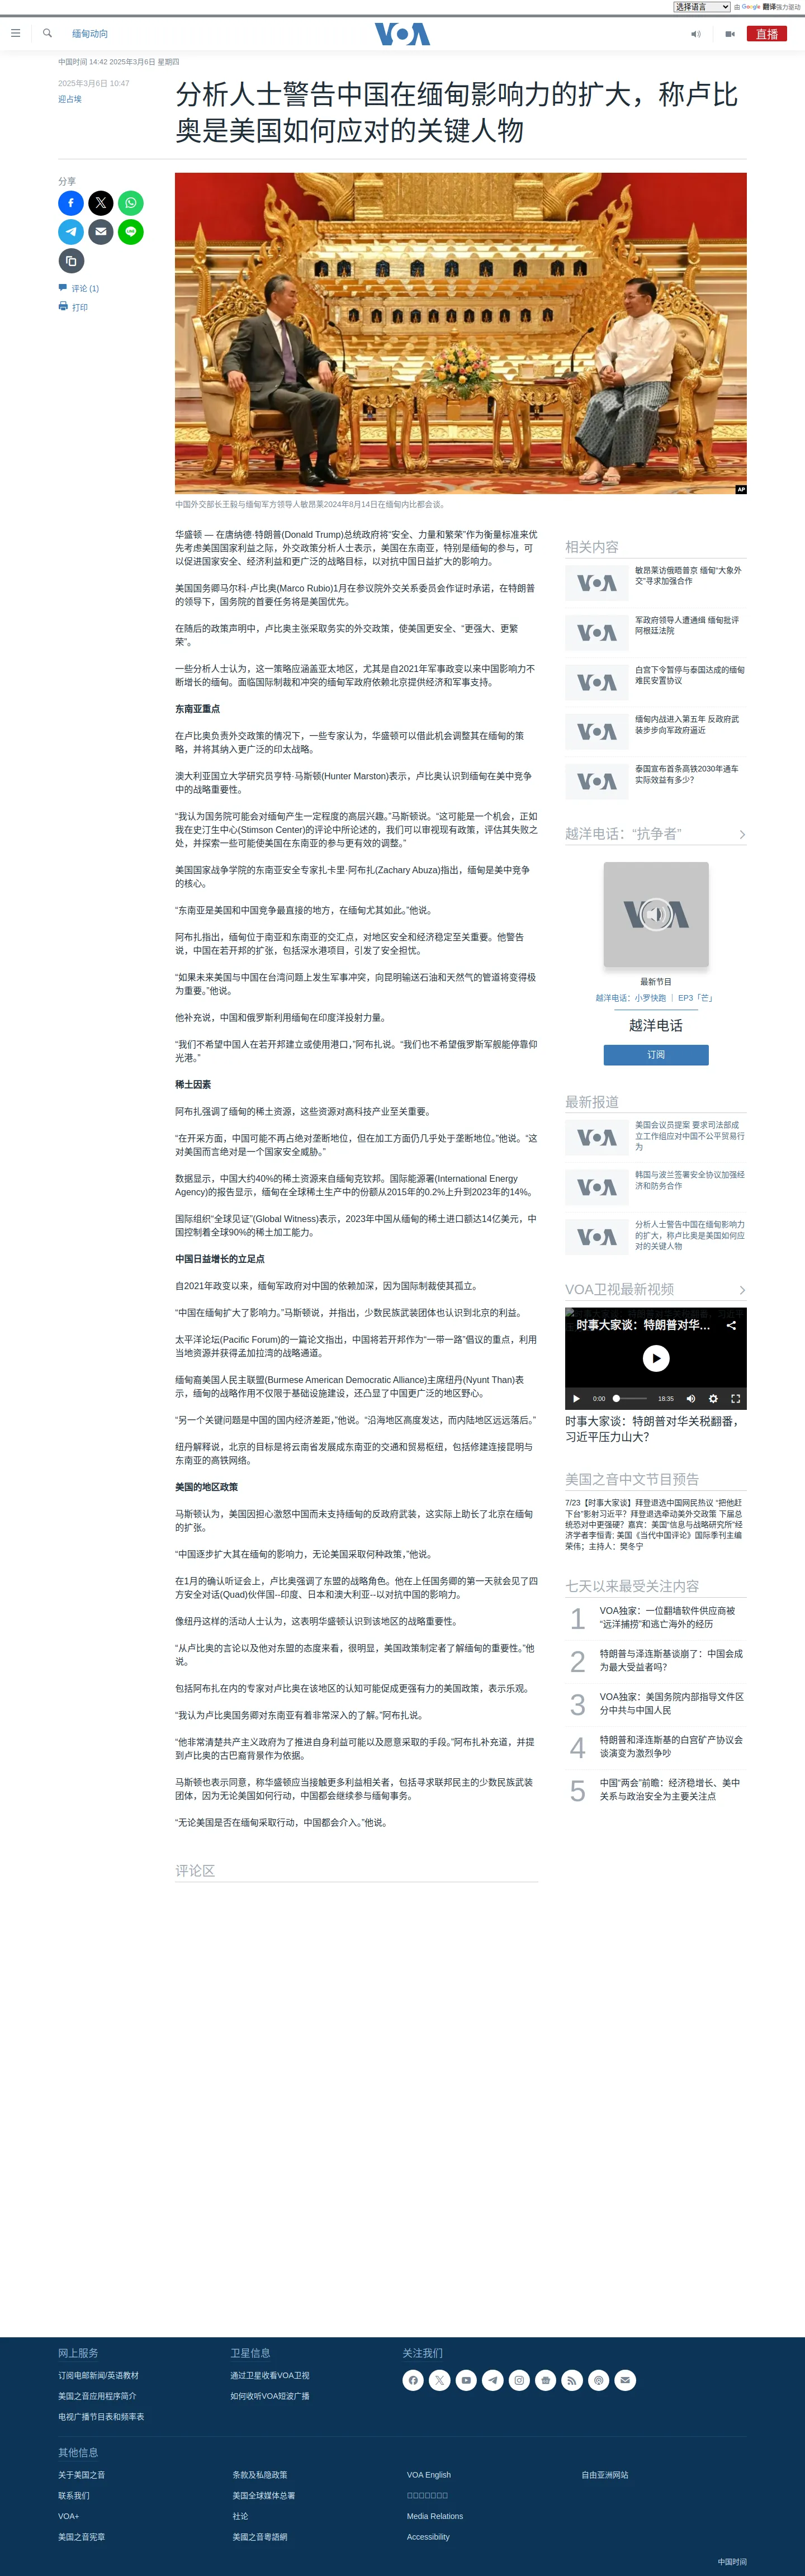 选择语言
由 Google 翻译强力驱动
缅甸动向
VOA
直播
中国时间 14:42 2025年3月6日 星期四
2025年3月6日 10:47
迎占埃
分析人士警告中国在缅甸影响力的扩大，称卢比
奥是美国如何应对的关键人物
分享
评论 (1)
打印
AP
中国外交部长王毅与缅甸军方领导人敏昂莱2024年8月14日在缅甸内比都会谈。
华盛顿 — 在唐纳德·特朗普(Donald Trump)总统政府将“安全、力量和繁荣”作为衡量标准来优
先考虑美国国家利益之际，外交政策分析人士表示，美国在东南亚，特别是缅甸的参与，可
以促进国家安全、经济利益和更广泛的战略目标，以对抗中国日益扩大的影响力。
美国国务卿马尔科·卢比奥(Marco Rubio)1月在参议院外交关系委员会作证时承诺，在特朗普
的领导下，国务院的首要任务将是美国优先。
在随后的政策声明中，卢比奥主张采取务实的外交政策，使美国更安全、“更强大、更繁
荣”。
一些分析人士认为，这一策略应涵盖亚太地区，尤其是自2021年军事政变以来中国影响力不
断增长的缅甸。面临国际制裁和冲突的缅甸军政府依赖北京提供经济和军事支持。
东南亚重点
在卢比奥负责外交政策的情况下，一些专家认为，华盛顿可以借此机会调整其在缅甸的策
略，并将其纳入更广泛的印太战略。
澳大利亚国立大学研究员亨特·马斯顿(Hunter Marston)表示，卢比奥认识到缅甸在美中竞争
中的战略重要性。
“我认为国务院可能会对缅甸产生一定程度的高层兴趣。”马斯顿说。“这可能是一个机会，正如
我在史汀生中心(Stimson Center)的评论中所论述的，我们可以审视现有政策，评估其失败之
处，并探索一些可能使美国在东南亚的参与更有效的调整。”
美国国家战争学院的东南亚安全专家扎卡里·阿布扎(Zachary Abuza)指出，缅甸是美中竞争
的核心。
“东南亚是美国和中国竞争最直接的地方，在缅甸尤其如此。”他说。
阿布扎指出，缅甸位于南亚和东南亚的交汇点，对地区安全和经济稳定至关重要。他警告
说，中国在若开邦的扩张，包括深水港项目，引发了安全担忧。
“如果未来美国与中国在台湾问题上发生军事冲突，向昆明输送石油和天然气的管道将变得极
为重要。”他说。
他补充说，中国和俄罗斯利用缅甸在印度洋投射力量。
“我们不希望中国人在若开邦建立或使用港口，”阿布扎说。“我们也不希望俄罗斯军舰能停靠仰
光港。”
稀土因素
阿布扎强调了缅甸的稀土资源，这些资源对高科技产业至关重要。
“在开采方面，中国可能不再占绝对垄断地位，但在加工方面仍几乎处于垄断地位。”他说。“这
对美国而言绝对是一个国家安全威胁。”
数据显示，中国大约40%的稀土资源来自缅甸克钦邦。国际能源署(International Energy
Agency)的报告显示，缅甸在全球稀土生产中的份额从2015年的0.2%上升到2023年的14%。
国际组织“全球见证”(Global Witness)表示，2023年中国从缅甸的稀土进口额达14亿美元，中
国控制着全球90%的稀土加工能力。
中国日益增长的立足点
自2021年政变以来，缅甸军政府对中国的依赖加深，因为国际制裁使其孤立。
“中国在缅甸扩大了影响力。”马斯顿说，并指出，少数民族武装团体也认识到北京的利益。
太平洋论坛(Pacific Forum)的一篇论文指出，中国将若开邦作为“一带一路”倡议的重点，利用
当地资源并获得孟加拉湾的战略通道。
缅甸裔美国人民主联盟(Burmese American Democratic Alliance)主席纽丹(Nyunt Than)表
示，缅甸的战略作用不仅限于基础设施建设，还凸显了中国更广泛的地区野心。
“另一个关键问题是中国的国内经济差距，”他说。“沿海地区高度发达，而内陆地区远远落后。”
纽丹解释说，北京的目标是将云南省发展成东南亚的交通和贸易枢纽，包括修建连接昆明与
东南亚的高铁网络。
美国的地区政策
马斯顿认为，美国因担心激怒中国而未支持缅甸的反政府武装，这实际上助长了北京在缅甸
的扩张。
“中国逐步扩大其在缅甸的影响力，无论美国采取何种政策，”他说。
在1月的确认听证会上，卢比奥强调了东盟的战略角色。他在上任国务卿的第一天就会见了四
方安全对话(Quad)伙伴国--印度、日本和澳大利亚--以对抗中国的影响力。
像纽丹这样的活动人士认为，这表明华盛顿认识到该地区的战略重要性。
“从卢比奥的言论以及他对东盟的态度来看，很明显，美国政策制定者了解缅甸的重要性。”他
说。
包括阿布扎在内的专家对卢比奥在该地区的认知可能促成更强有力的美国政策，表示乐观。
“我认为卢比奥国务卿对东南亚有着非常深入的了解。”阿布扎说。
“他非常清楚共产主义政府为了推进自身利益可能以及愿意采取的手段。”阿布扎补充道，并提
到卢比奥的古巴裔背景作为依据。
马斯顿也表示同意，称华盛顿应当接触更多利益相关者，包括寻求联邦民主的少数民族武装
团体，因为无论美国如何行动，中国都会继续参与缅甸事务。
“无论美国是否在缅甸采取行动，中国都会介入。”他说。
评论区
相关内容
VOA
敏昂莱访俄晤普京 缅甸“大象外
交”寻求加强合作
VOA
军政府领导人遭通缉 缅甸批评
阿根廷法院
VOA
白宫下令暂停与泰国达成的缅甸
难民安置协议
VOA
缅甸内战进入第五年 反政府武
装步步向军政府逼近
VOA
泰国宣布首条高铁2030年通车
实际效益有多少？
越洋电话：“抗争者”
VOA
最新节目
越洋电话：小罗快跑 ｜ EP3「芒」
越洋电话
订阅
最新报道
VOA
美国会议员提案 要求司法部成
立工作组应对中国不公平贸易行
为
VOA
韩国与波兰签署安全协议加强经
济和防务合作
VOA
分析人士警告中国在缅甸影响力
的扩大，称卢比奥是美国如何应
对的关键人物
VOA卫视最新视频
时事大家谈：特朗普对华…
0:00
18:35
时事大家谈：特朗普对华关税翻番，
习近平压力山大？
美国之音中文节目预告
7/23【时事大家谈】拜登退选中国网民热议 “把他赶
下台”影射习近平？拜登退选牵动美外交政策 下届总
统恐对中更强硬？嘉宾：美国“信息与战略研究所”经
济学者李恒青; 美国《当代中国评论》国际季刊主编
荣伟；主持人：樊冬宁
七天以来最受关注内容
1
VOA独家：一位翻墙软件供应商被
“远洋捕捞”和逃亡海外的经历
2
特朗普与泽连斯基谈崩了：中国会成
为最大受益者吗？
3
VOA独家：美国务院内部指导文件区
分中共与中国人民
4
特朗普和泽连斯基的白宫矿产协议会
谈演变为激烈争吵
5
中国“两会”前瞻：经济稳增长、美中
关系与政治安全为主要关注点
网上服务
订阅电邮新闻/英语教材
美国之音应用程序简介
电视广播节目表和频率表
卫星信息
通过卫星收看VOA卫视
如何收听VOA短波广播
关注我们
其他信息
关于美国之音
条款及私隐政策
VOA English
自由亚洲网站
联系我们
美国全球媒体总署
VOA+
社论
Media Relations
美国之音宪章
美國之音粵語網
Accessibility
中国时间